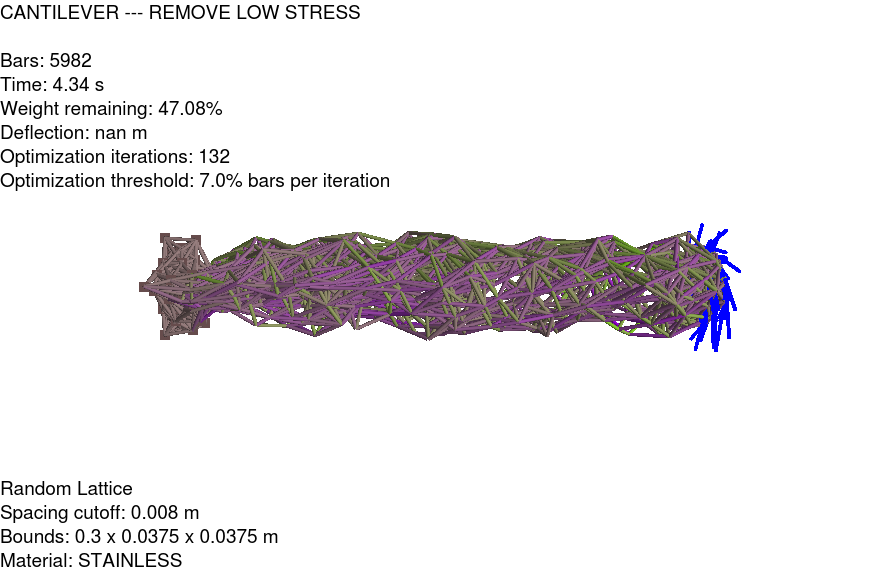 CANTILEVER --- REMOVE LOW STRESS
Bars: 5982
Time: 4.34 s
Weight remaining: 47.08%
Deflection: nan m
Optimization iterations: 132
Optimization threshold: 7.0% bars per iteration
Random Lattice
Spacing cutoff: 0.008 m
Bounds: 0.3 x 0.0375 x 0.0375 m
Material: STAINLESS